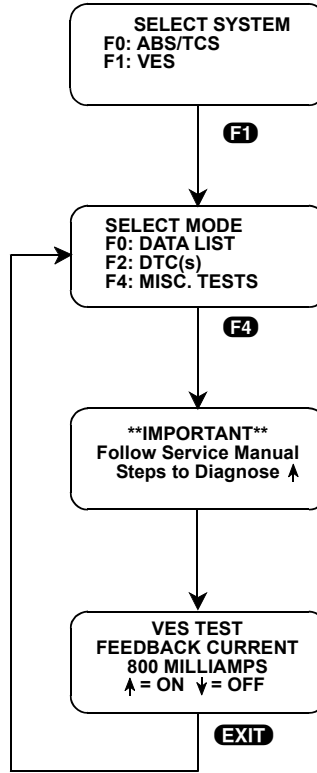 SELECT SYSTEM
F0: ABS/TCS
F1: VES
F1
SELECT MODE
F0: DATA LIST
F2: DTC(s)
F4: MISC. TESTS
F4
**IMPORTANT**
Follow Service Manual
Steps to Diagnose ↑
VES TEST
FEEDBACK CURRENT
800 MILLIAMPS
↑ = ON ↓ = OFF
EXIT